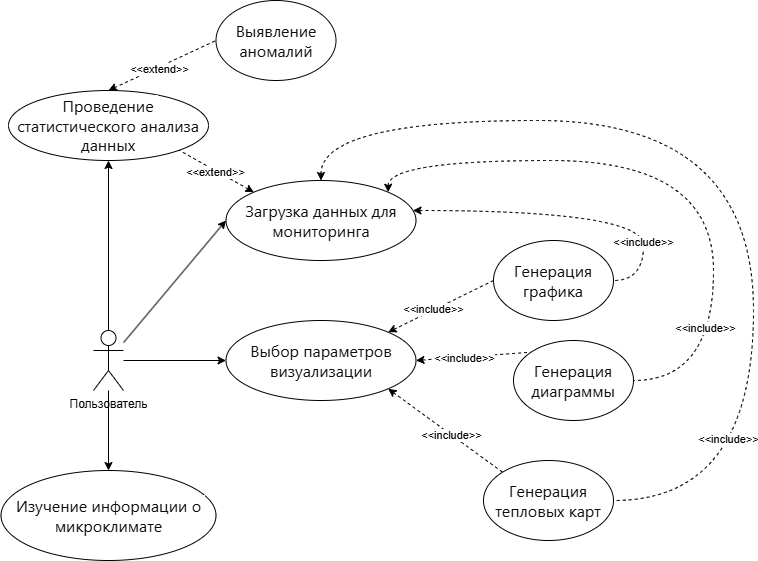 Выявление
аномалий
<<extend>>
Проведение
статистического анализа
данных
<<extend>>
Загрузка данных для
мониторинга
<<include>>
Генерация
графика
<<include>>
Выбор параметров
визуализации
<<include>>
<<include>>
Генерация
диаграммы
Пользователь
<<include>>
<<include>>
Генерация
тепловых карт
Изучение информации о
микроклимате